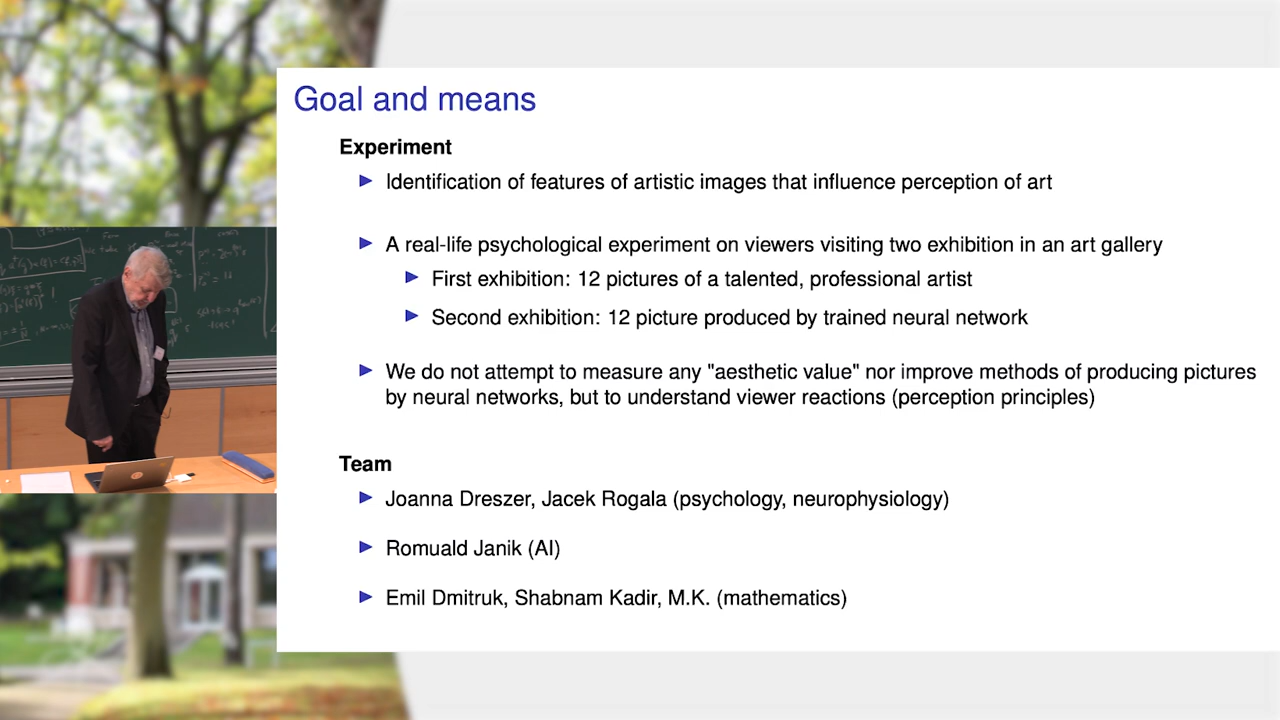 Goal and means
Experiment
Identification of features of artistic images that influence perception of art
A real-life psychological experiment on viewers visiting two exhibition in an art gallery
First exhibition: 12 pictures of a talented, professional artist
Second exhibition: 12 picture produced by trained neural network
We do not attempt to measure any "aesthetic value" nor improve methods of producing pictures
by neural networks, but to understand viewer reactions (perception principles)
Team
Joanna Dreszer, Jacek Rogala (psychology, neurophysiology)
Romuald Janik (AI)
Emil Dmitruk, Shabnam Kadir, M.K. (mathematics)